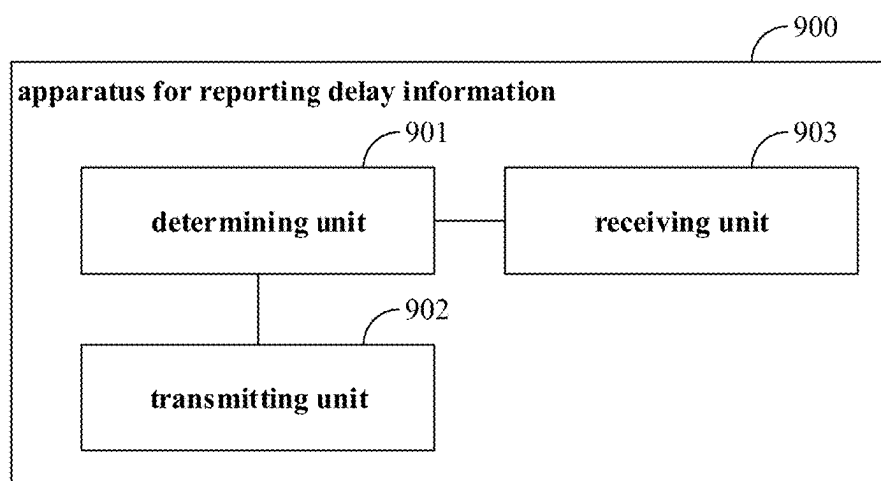 900
apparatus for reporting delay information
901
903
determining unit
receiving unit
902
transmitting unit